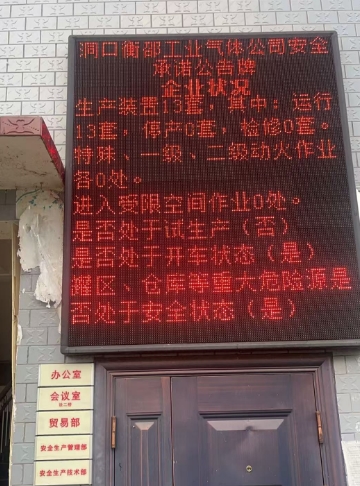 洞口衡邵工业气体公司安全
承诺公告牌
企业状况
生产装置13套，其中：运行
13套，停产0套，检修0套。
特殊、一级、二级动火作业
各0处。
进入受限空间作业0处。
是否处于试生产（否）
是否处于开车状态（是）
罐区、仓库等重大危险源是
否处于安全状态（是）
办公室
会议室
贸易部
安全生产管理部
安全生产技术部